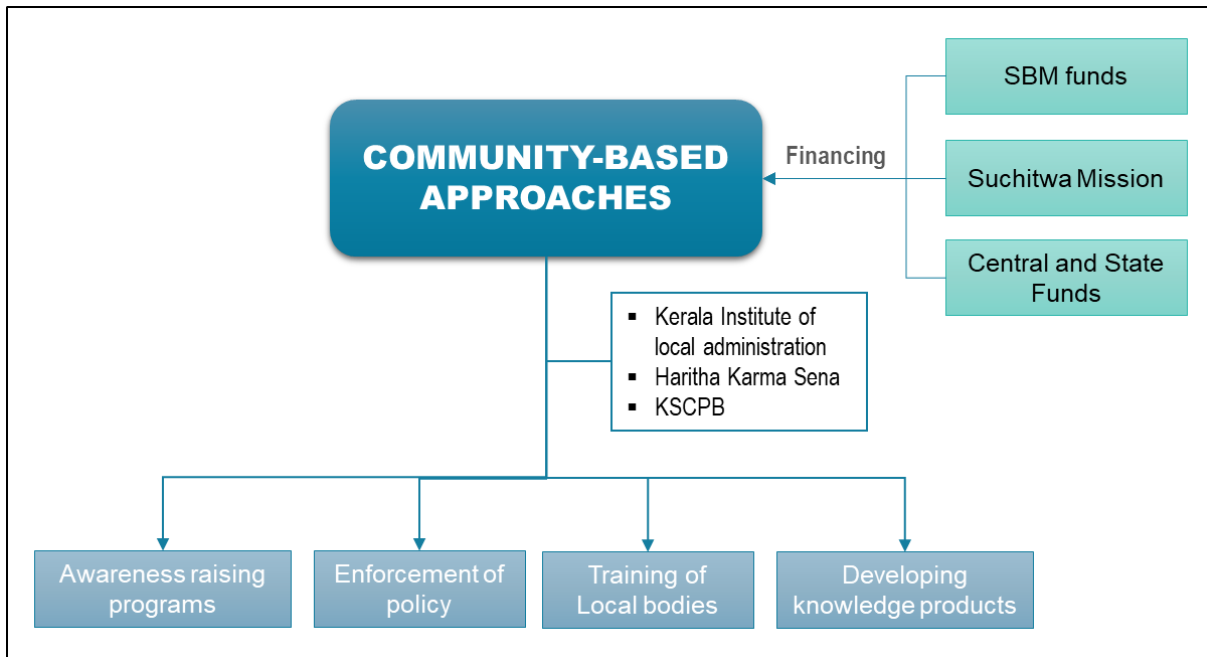 SBM funds
COMMUNITY-BASED
APPROACHES
Financing
Suchitwa Mission
Central and State
Funds
▪ Kerala Institute of
local administration
▪ Haritha Karma Sena
▪ KSCPB
Awareness raising
programs
Enforcement of
policy
Training of
Local bodies
Developing
knowledge products